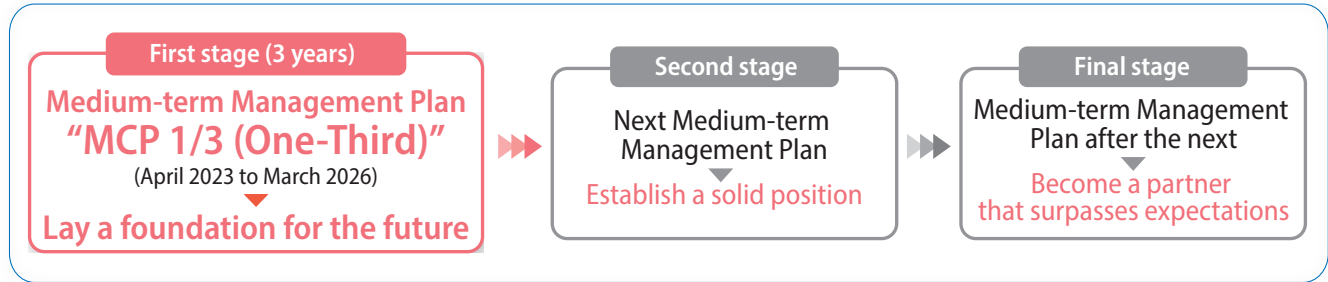 First stage (3 years)
Medium-term Management Plan
“MCP 1/3 (One-Third)”
(April 2023 to March 2026)
Lay a foundation for the future
Second stage
Next Medium-term
Management Plan
Establish a solid position
Final stage
Medium-term Management
Plan after the next
Become a partner
that surpasses expectations